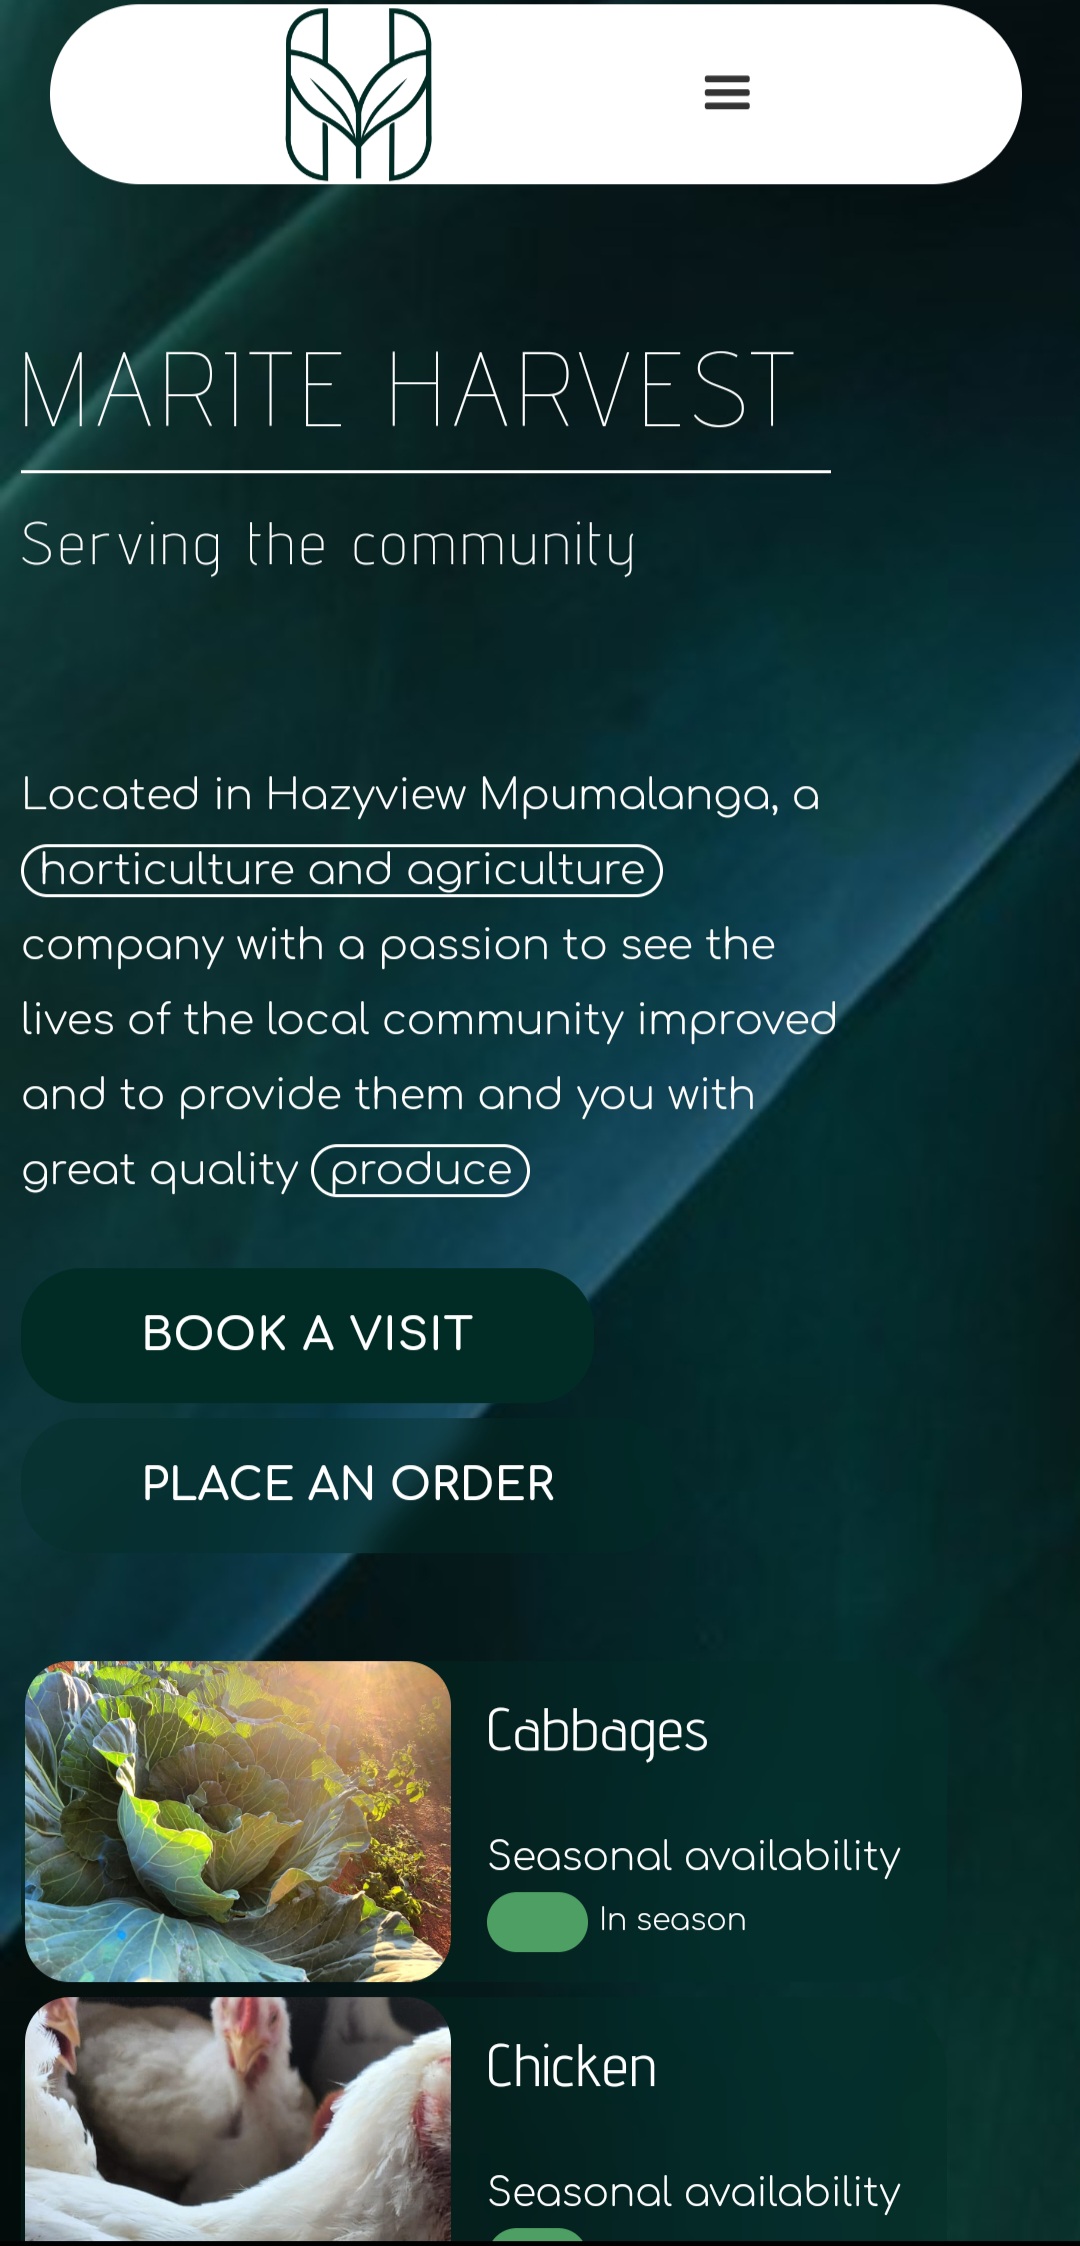 MARITE HARVEST
Serving the community
Located in Hazyview Mpumalanga, a
horticulture and agriculture
company with a passion to see the
lives of the local community improved
and to provide them and you with
great quality produce
BOOK A VISIT
PLACE AN ORDER
Cabbages
Seasonal availability
In season
Chicken
Seasonal availability